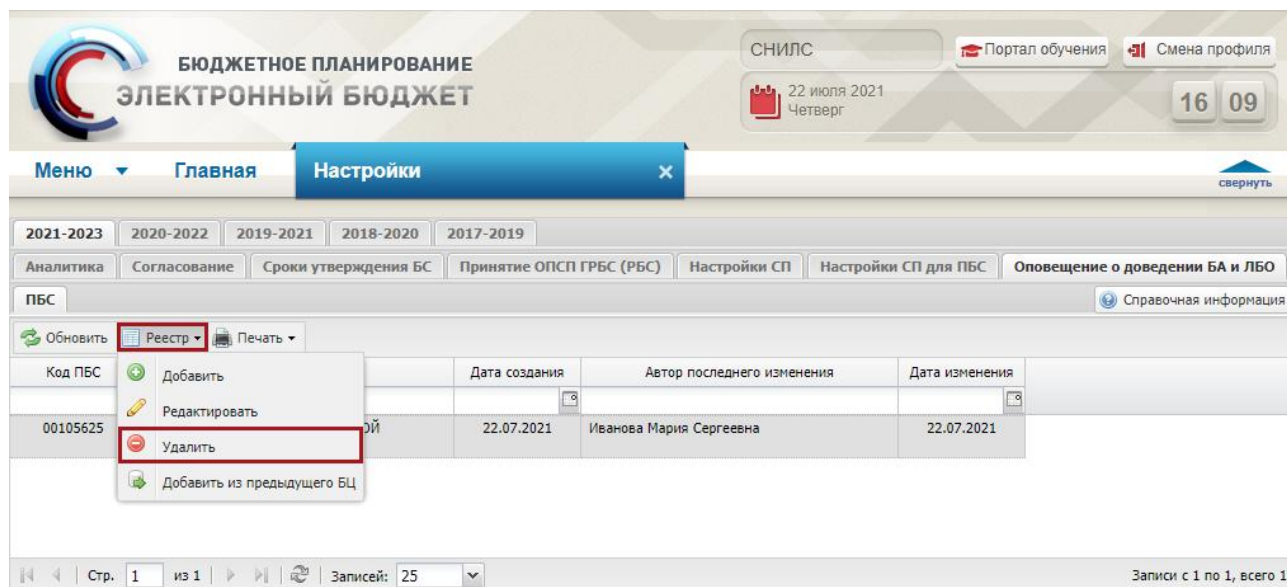 БЮДЖЕТНОЕ ПЛАНИРОВАНИЕ
ЭЛЕКТРОННЫЙ БЮДЖЕТ
СНИЛС
Портал обучения
Смена профиля
22 июля 2021
Четверг
16 09
Меню Главная Настройки
свернуть
2021-2023 2020-2022 2019-2021 2018-2020 2017-2019
Аналитика Согласование Сроки утверждения БС Принятие ОПСП ГРБС (РБС) Настройки СП Настройки СП для ПБС Оповещение о доведении БА и ЛБО
ПБС Справочная информация
Обновить Реестр Печать
Код ПБС Дата создания Автор последнего изменения Дата изменения
Добавить
Редактировать
00105625 ОЙ 22.07.2021 Иванова Мария Сергеевна 22.07.2021
Удалить
Добавить из предыдущего БЦ
Стр. 1 из 1 Записей: 25 Записи с 1 по 1, всего 1